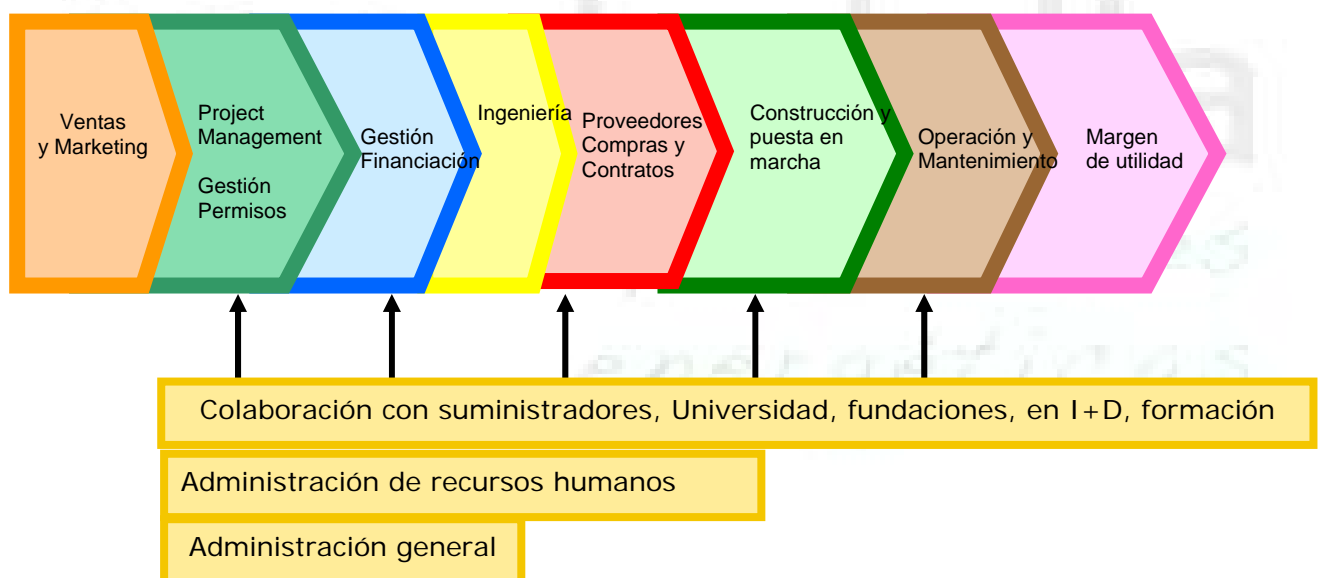 Ventas
y Marketing
Project
Management
Gestión
Permisos
Gestión
Financiación
Ingeniería
Proveedores
Compras y
Contratos
Construcción y
puesta en
marcha
Operación y
Mantenimiento
Margen
de utilidad
Colaboración con suministradores, Universidad, fundaciones, en I+D, formación
Administración de recursos humanos
Administración general